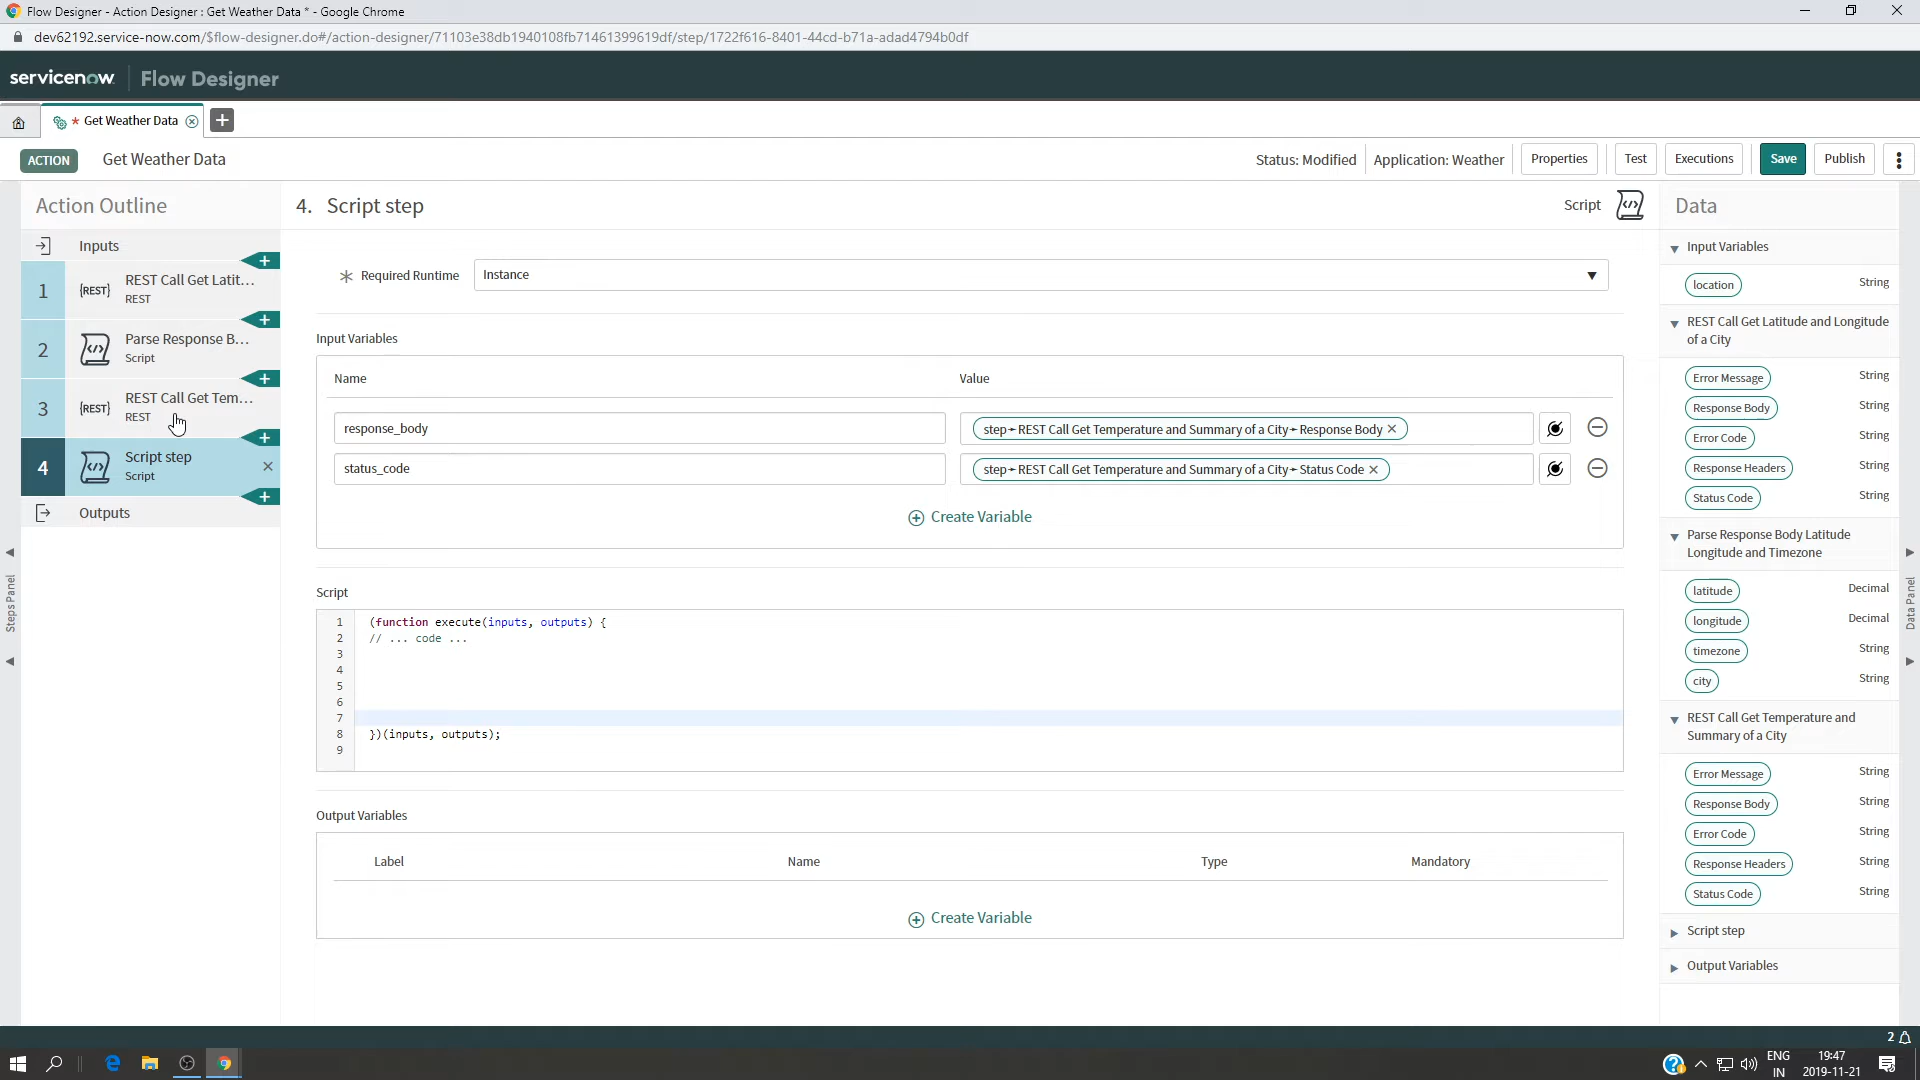 Flow Designer - Action Designer : Get Weather Data * - Google Chrome
dev62192.service-now.com/$flow-designer.do#/action-designer/71103e38db1940108fb71461399619df/step/1722f616-8401-44cd-b71a-adad4794b0df
servicenow Flow Designer
* Get Weather Data
ACTION Get Weather Data Status: Modified Application: Weather Properties Test Executions Save Publish
Action Outline
Inputs
1 {REST} REST Call Get Latit...
REST
2 Parse Response B...
Script
3 {REST} REST Call Get Tem...
REST
4 Script step
Script
Outputs
Steps Panel
4. Script step Script
Required Runtime Instance
Input Variables
Name Value
response_body step➛REST Call Get Temperature and Summary of a City➛Response Body
status_code step➛REST Call Get Temperature and Summary of a City➛Status Code
Create Variable
Script
1 (function execute(inputs, outputs) {
2 // ... code ...
3
4
5
6
7
8 })(inputs, outputs);
9
Output Variables
Label Name Type Mandatory
Create Variable
Data
Input Variables
location String
REST Call Get Latitude and Longitude
of a City
Error Message String
Response Body String
Error Code String
Response Headers String
Status Code String
Parse Response Body Latitude
Longitude and Timezone
latitude Decimal
longitude Decimal
timezone String
city String
REST Call Get Temperature and
Summary of a City
Error Message String
Response Body String
Error Code String
Response Headers String
Status Code String
Script step
Output Variables
Data Panel
2
ENG
IN
19:47
2019-11-21